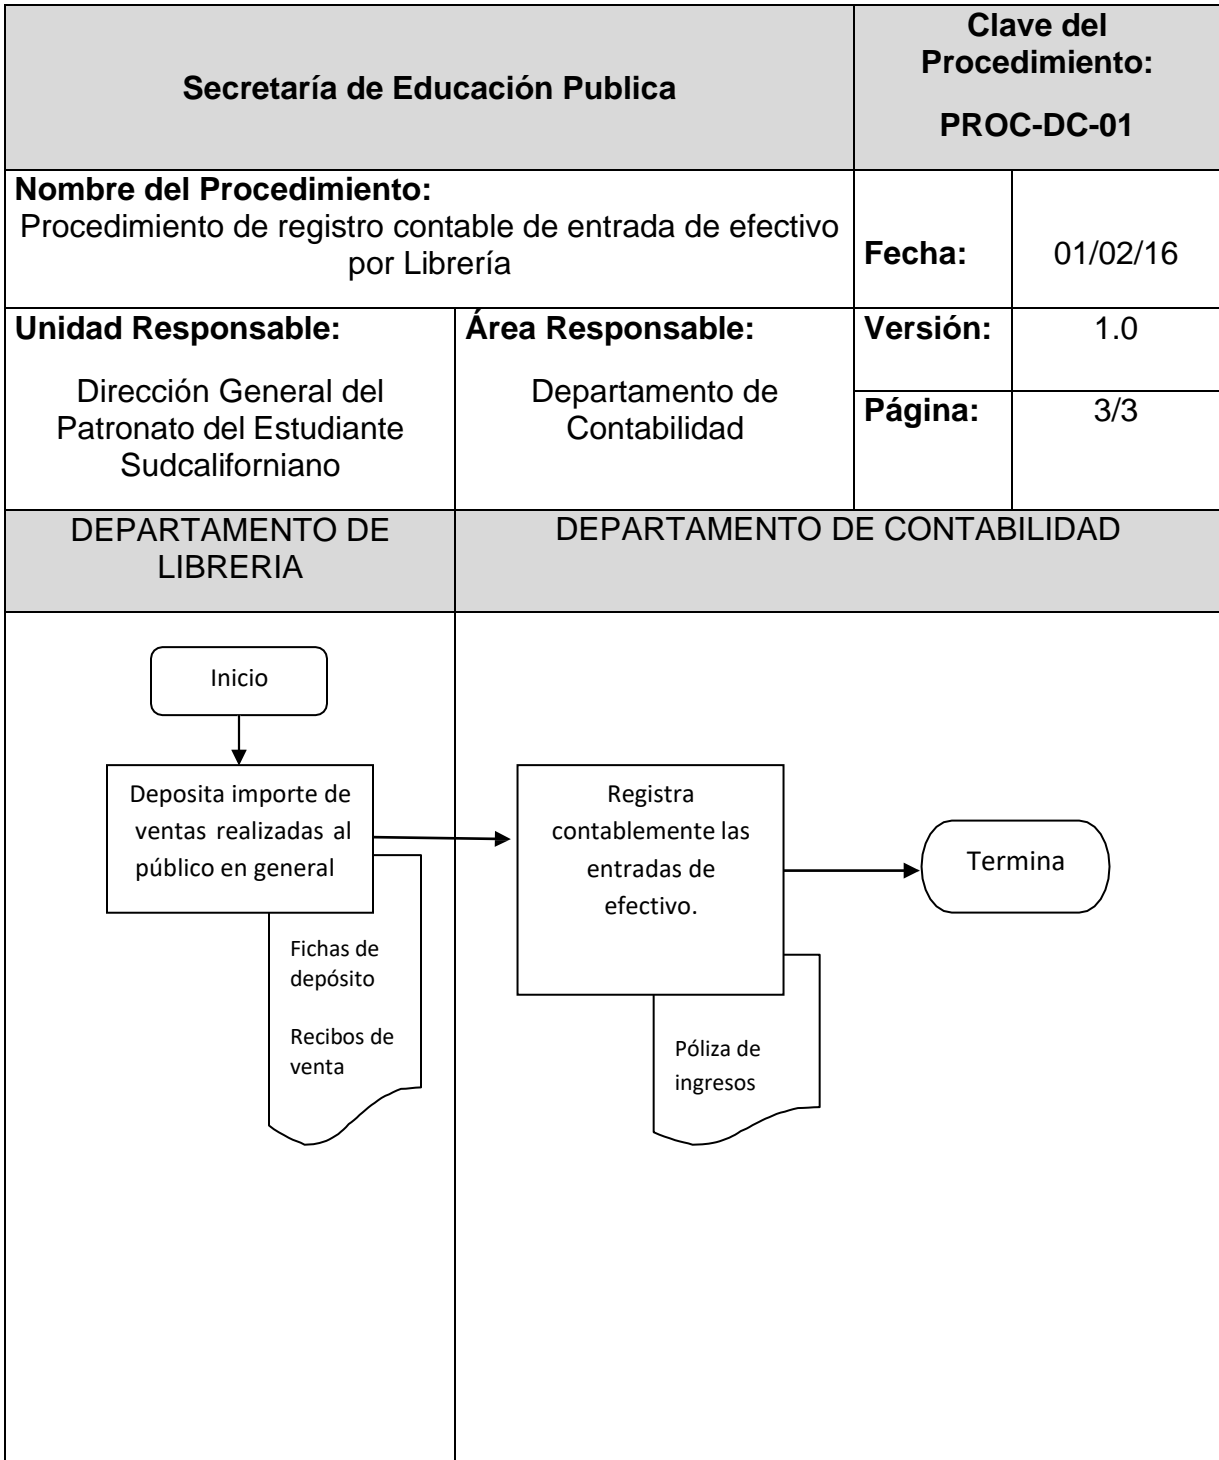 Secretaría de Educación Publica
Clave del
Procedimiento:
PROC-DC-01
Nombre del Procedimiento:
Procedimiento de registro contable de entrada de efectivo
por Librería
Fecha:
01/02/16
Unidad Responsable:
Dirección General del
Patronato del Estudiante
Sudcaliforniano
Área Responsable:
Departamento de
Contabilidad
Versión:
1.0
Página:
3/3
DEPARTAMENTO DE
LIBRERIA
DEPARTAMENTO DE CONTABILIDAD
Inicio
Deposita importe de
ventas realizadas al
público en general
Fichas de
depósito
Recibos de
venta
Registra
contablemente las
entradas de
efectivo.
Póliza de
ingresos
Termina